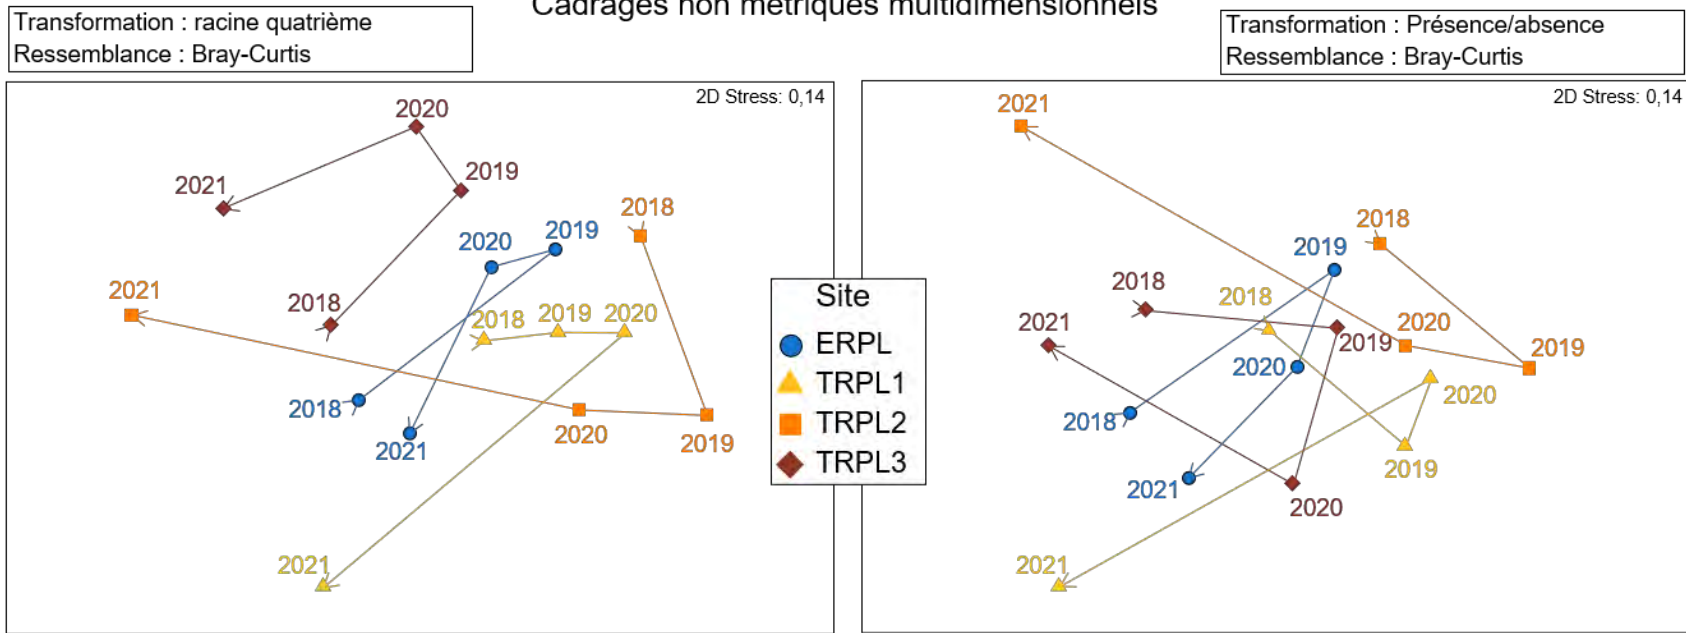 Cadrages non métriques multidimensionnels
Transformation : racine quatrième
Ressemblance : Bray-Curtis
Transformation : Présence/absence
Ressemblance : Bray-Curtis
2D Stress: 0,14
2020
2019
2021
2018
2019
2020
2021
2018
2018
2019
2020
2018
2021
2020
2019
2021
Site
ERPL
TRPL1
TRPL2
TRPL3
2D Stress: 0,14
2021
2018
2019
2018
2018
2021
2020
2019
2019
2020
2020
2018
2019
2021
2020
2021